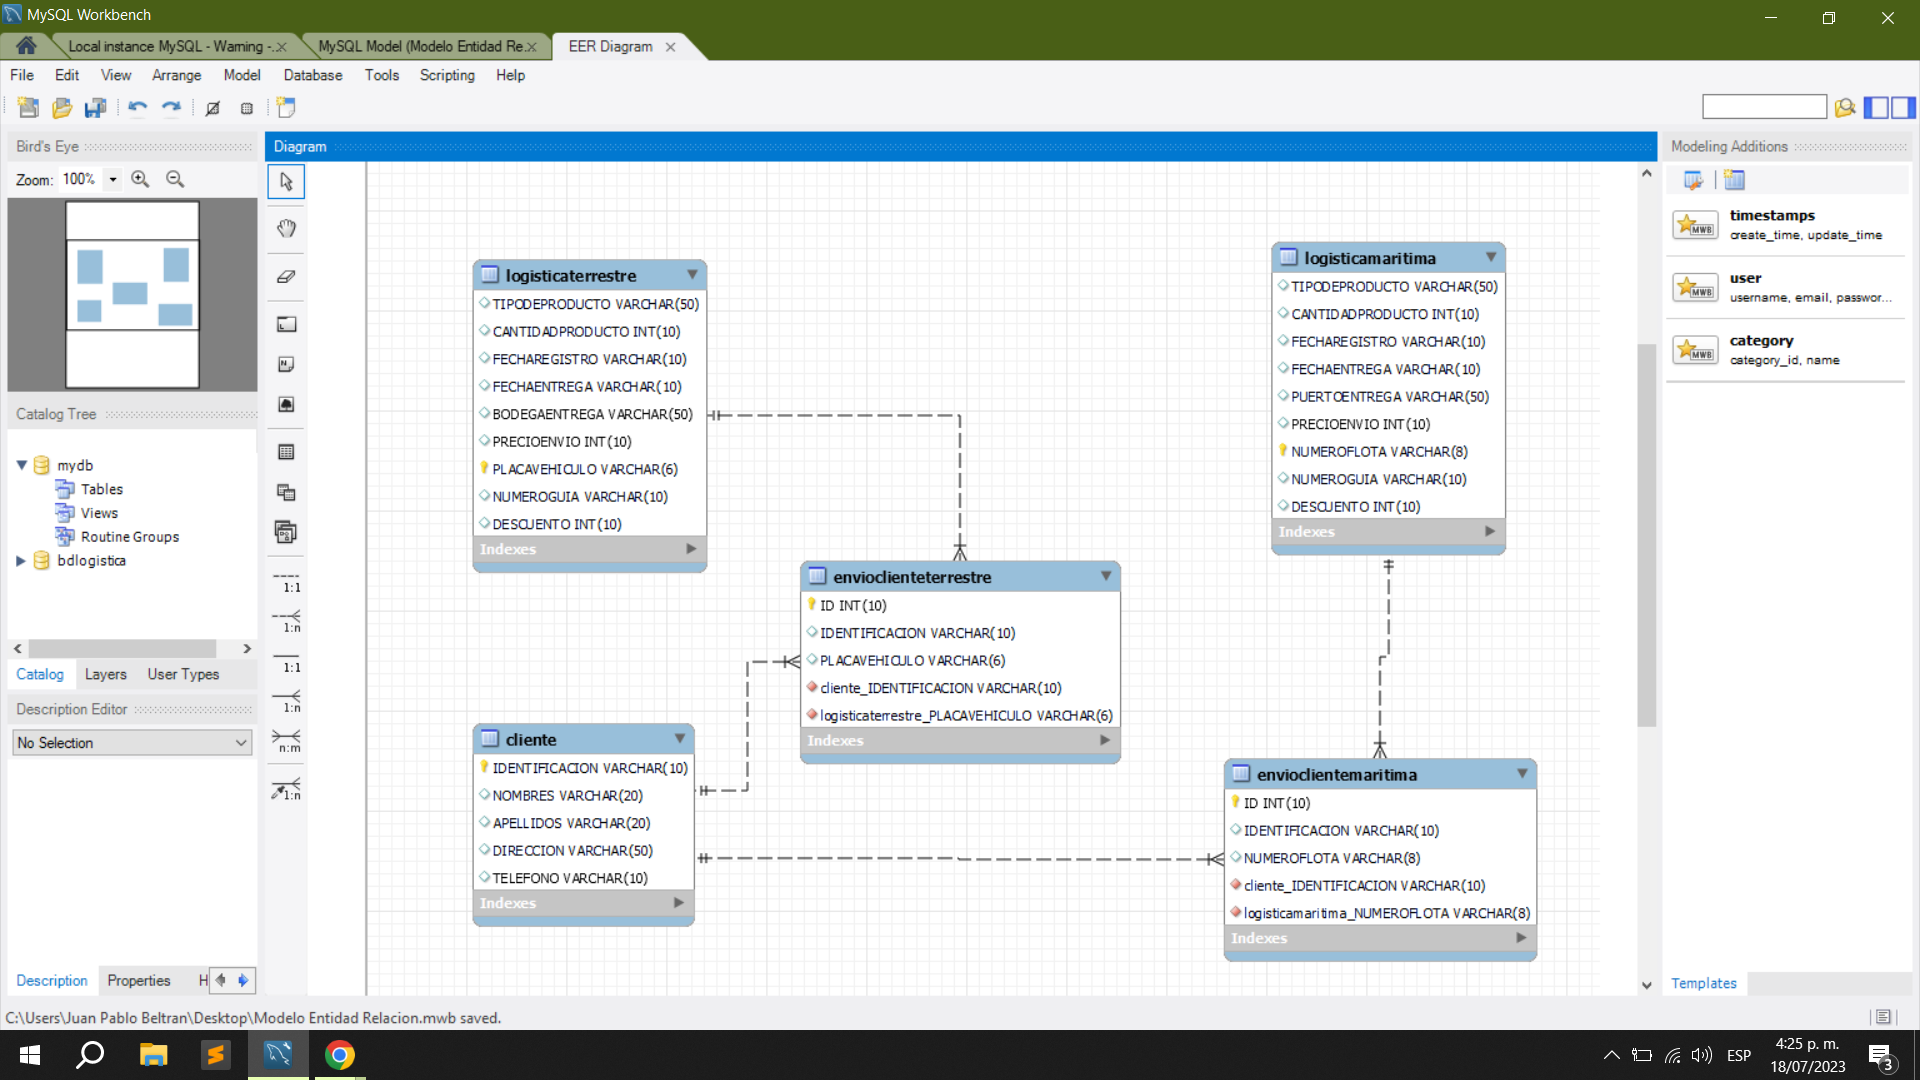 MySQL Workbench
Local instance MySQL - Warning -...
MySQL Model (Modelo Entidad Re...
EER Diagram
File Edit View Arrange Model Database Tools Scripting Help
Bird's Eye
Zoom: 100%
Catalog Tree
mydb
Tables
Views
Routine Groups
bdlogistica
Catalog Layers User Types
Description Editor
No Selection
Description Properties H
1:1
1:n
1:1
1:n
n:m
1:n
Diagram
logisticaterrestre
TIPODEPRODUCTO VARCHAR(50)
CANTIDADPRODUCTO INT(10)
FECHAREGISTRO VARCHAR(10)
FECHAENTREGA VARCHAR(10)
BODEGAENTREGA VARCHAR(50)
PRECIOENVIO INT(10)
PLACAVEHICULO VARCHAR(6)
NUMEROGUIA VARCHAR(10)
DESCUENTO INT(10)
Indexes
logisticamaritima
TIPODEPRODUCTO VARCHAR(50)
CANTIDADPRODUCTO INT(10)
FECHAREGISTRO VARCHAR(10)
FECHAENTREGA VARCHAR(10)
PUERTOENTREGA VARCHAR(50)
PRECIOENVIO INT(10)
NUMEROFLOTA VARCHAR(8)
NUMEROGUIA VARCHAR(10)
DESCUENTO INT(10)
Indexes
envioclienteterrestre
ID INT(10)
IDENTIFICACION VARCHAR(10)
PLACAVEHICULO VARCHAR(6)
cliente_IDENTIFICACION VARCHAR(10)
logisticaterrestre_PLACAVEHICULO VARCHAR(6)
Indexes
cliente
IDENTIFICACION VARCHAR(10)
NOMBRES VARCHAR(20)
APELLIDOS VARCHAR(20)
DIRECCION VARCHAR(50)
TELEFONO VARCHAR(10)
Indexes
envioclientemaritima
ID INT(10)
IDENTIFICACION VARCHAR(10)
NUMEROFLOTA VARCHAR(8)
cliente_IDENTIFICACION VARCHAR(10)
logisticamaritima_NUMEROFLOTA VARCHAR(8)
Indexes
Modeling Additions
MWB
timestamps
create_time, update_time
MWB
user
username, email, passwor...
MWB
category
category_id, name
Templates
C:\Users\Juan Pablo Beltran\Desktop\Modelo Entidad Relacion.mwb saved.
ESP
4:25 p. m.
18/07/2023
3